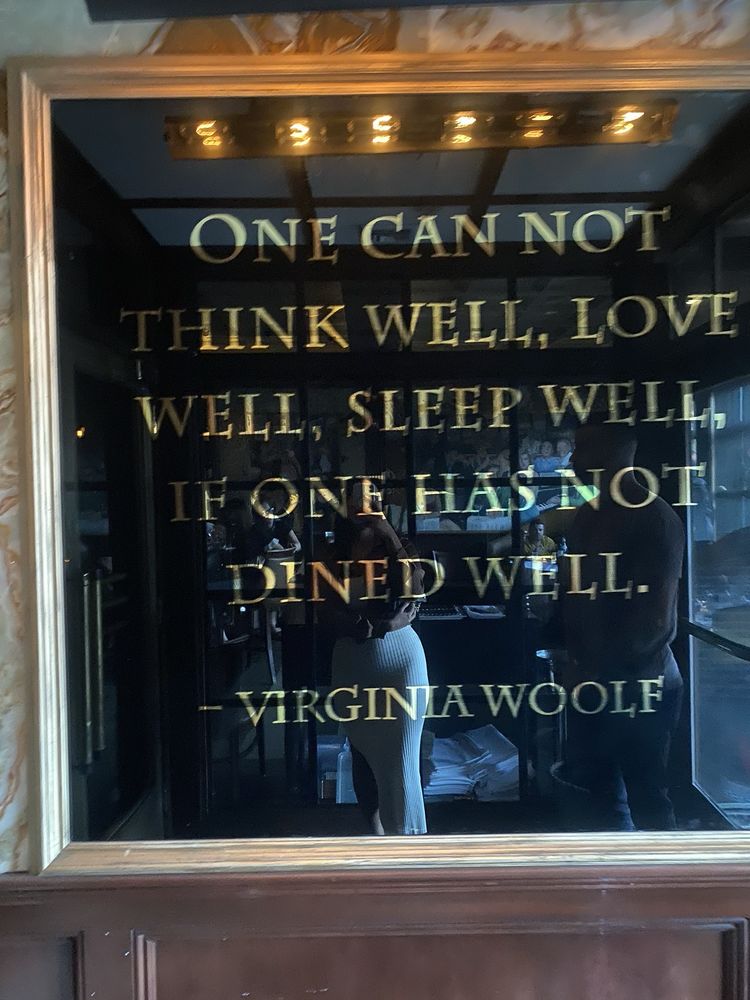 ONE CAN NOT
THINK WELL, LOVE
WELL, SLEEP WELL,
IF ONE HAS NOT
DINED WELL.
- VIRGINIA WOOLF